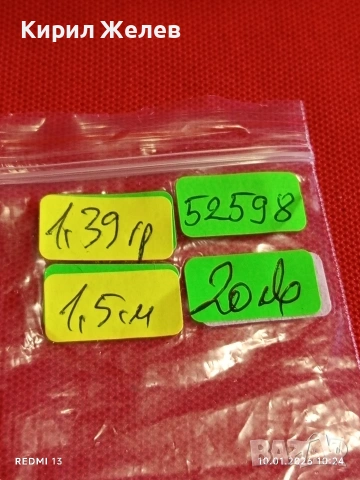 Кирил Желев
1,39 гр
52598
1,5 см
20 лв
REDMI 13
10.01.2026 10:24